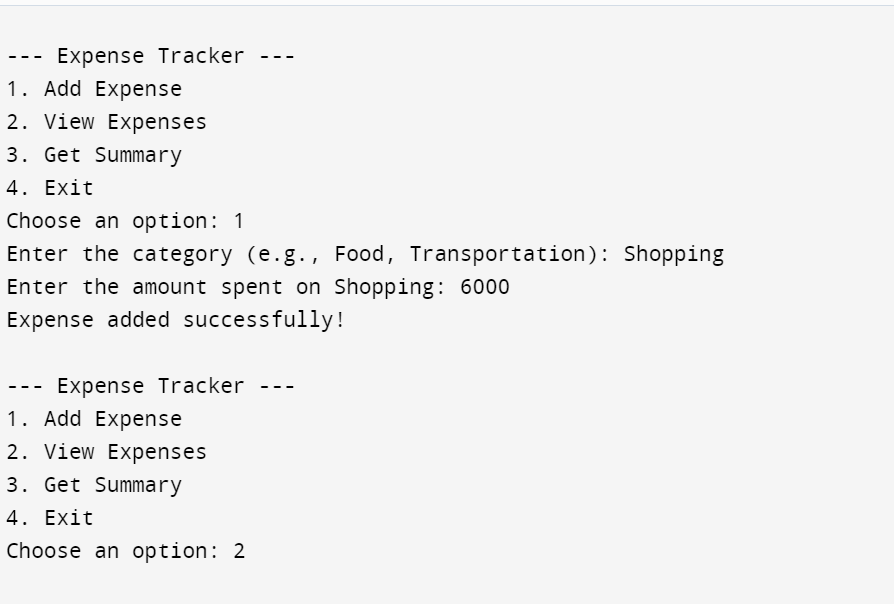 --- Expense Tracker ---
1. Add Expense
2. View Expenses
3. Get Summary
4. Exit
Choose an option: 1
Enter the category (e.g., Food, Transportation): Shopping
Enter the amount spent on Shopping: 6000
Expense added successfully!
--- Expense Tracker ---
1. Add Expense
2. View Expenses
3. Get Summary
4. Exit
Choose an option: 2